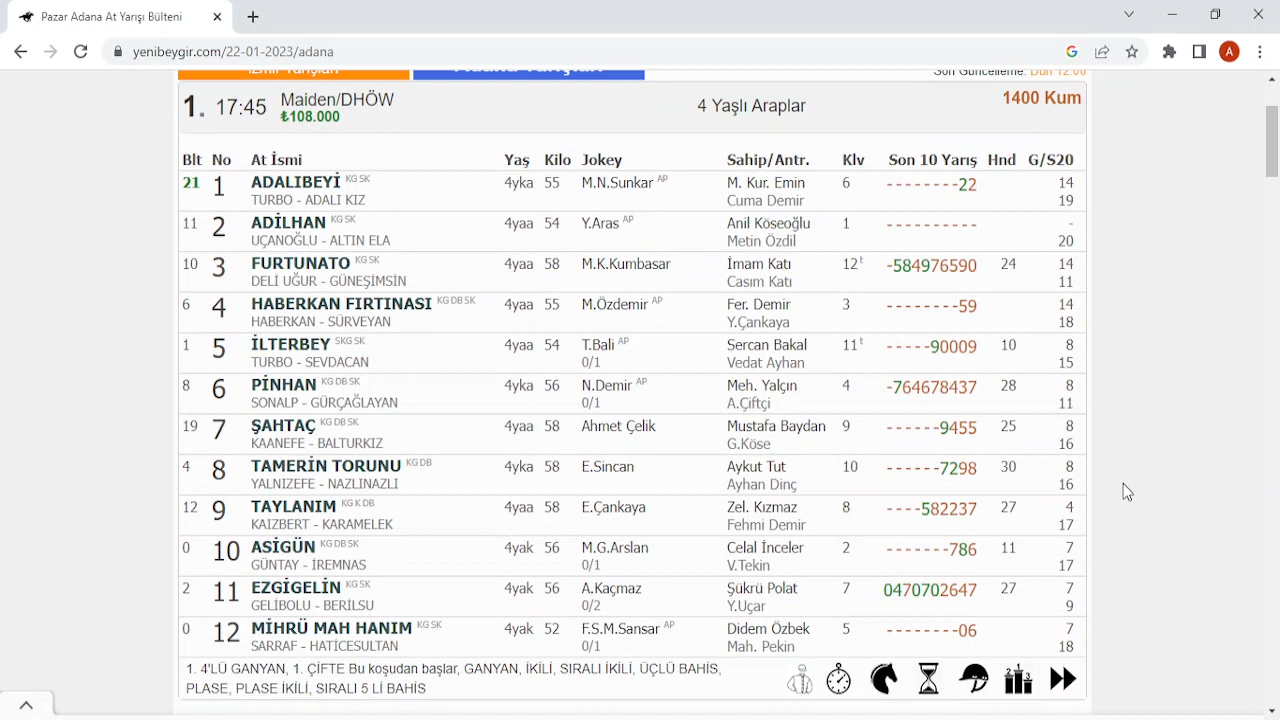 Pazar Adana At Yarışı Bülteni
yenibeygir.com/22-01-2023/adana
A
İzmir Yarışları
Adana Yarışları
Son Güncelleme: Dün 12:00
1. 17:45 Maiden/DHÖW 4 Yaşlı Araplar 1400 Kum
₺108.000
Blt No At İsmi Yaş Kilo Jokey Sahip/Antr. Klv Son 10 Yarış Hnd G/S20
21 1 ADALIBEYİ KG SK 4yka 55 M.N.Sunkar AP M. Kur. Emin 6 --------22 14
TURBO - ADALI KIZ Cuma Demir 19
11 2 ADİLHAN KG SK 4yaa 54 Y.Aras AP Anil Köseoğlu 1 ---------- -
UÇANOĞLU - ALTIN ELA Metin Özdil 20
10 3 FURTUNATO KG SK 4yaa 58 M.K.Kumbasar İmam Katı 12t -584976590 24 14
DELİ UĞUR - GÜNEŞİMSİN Casım Katı 11
6 4 HABERKAN FIRTINASI KG DB SK 4yaa 55 M.Özdemir AP Fer. Demir 3 --------59 14
HABERKAN - SÜRVEYAN Y.Çankaya 18
1 5 İLTERBEY SKG SK 4yaa 54 T.Bali AP Sercan Bakal 11t -----90009 10 8
TURBO - SEVDACAN 0/1 Vedat Ayhan 15
8 6 PİNHAN KG DB SK 4yka 56 N.Demir AP Meh. Yalçın 4 -764678437 28 8
SONALP - GÜRÇAĞLAYAN 0/1 A.Çiftçi 11
19 7 ŞAHTAÇ KG DB SK 4yaa 58 Ahmet Çelik Mustafa Baydan 9 ------9455 25 8
KAANEFE - BALTURKIZ G.Köse 16
4 8 TAMERİN TORUNU KG DB 4yka 58 E.Sincan Aykut Tut 10 ------7298 30 8
YALNIZEFE - NAZLINAZLI Ayhan Dinç 16
12 9 TAYLANIM KG K DB 4yaa 58 E.Çankaya Zel. Kızmaz 8 ----582237 27 4
KAIZBERT - KARAMELEK Fehmi Demir 17
0 10 ASİGÜN KG DB SK 4yak 56 M.G.Arslan Celal İnceler 2 -------786 11 7
GÜNTAY - İREMNAS 0/1 V.Tekin 17
2 11 EZGİGELİN KG SK 4yak 56 A.Kaçmaz Şükrü Polat 7 0470702647 27 7
GELİBOLU - BERİLSU 0/2 Y.Uçar 9
0 12 MİHRÜ MAH HANIM KG SK 4yak 52 F.S.M.Sansar AP Didem Özbek 5 --------06 7
SARRAF - HATİCESULTAN 0/1 Mah. Pekin 18
1. 4'LÜ GANYAN, 1. ÇİFTE Bu koşudan başlar, GANYAN, İKİLİ, SIRALI İKİLİ, ÜÇLÜ BAHİS,
PLASE, PLASE İKİLİ, SIRALI 5 Lİ BAHİS